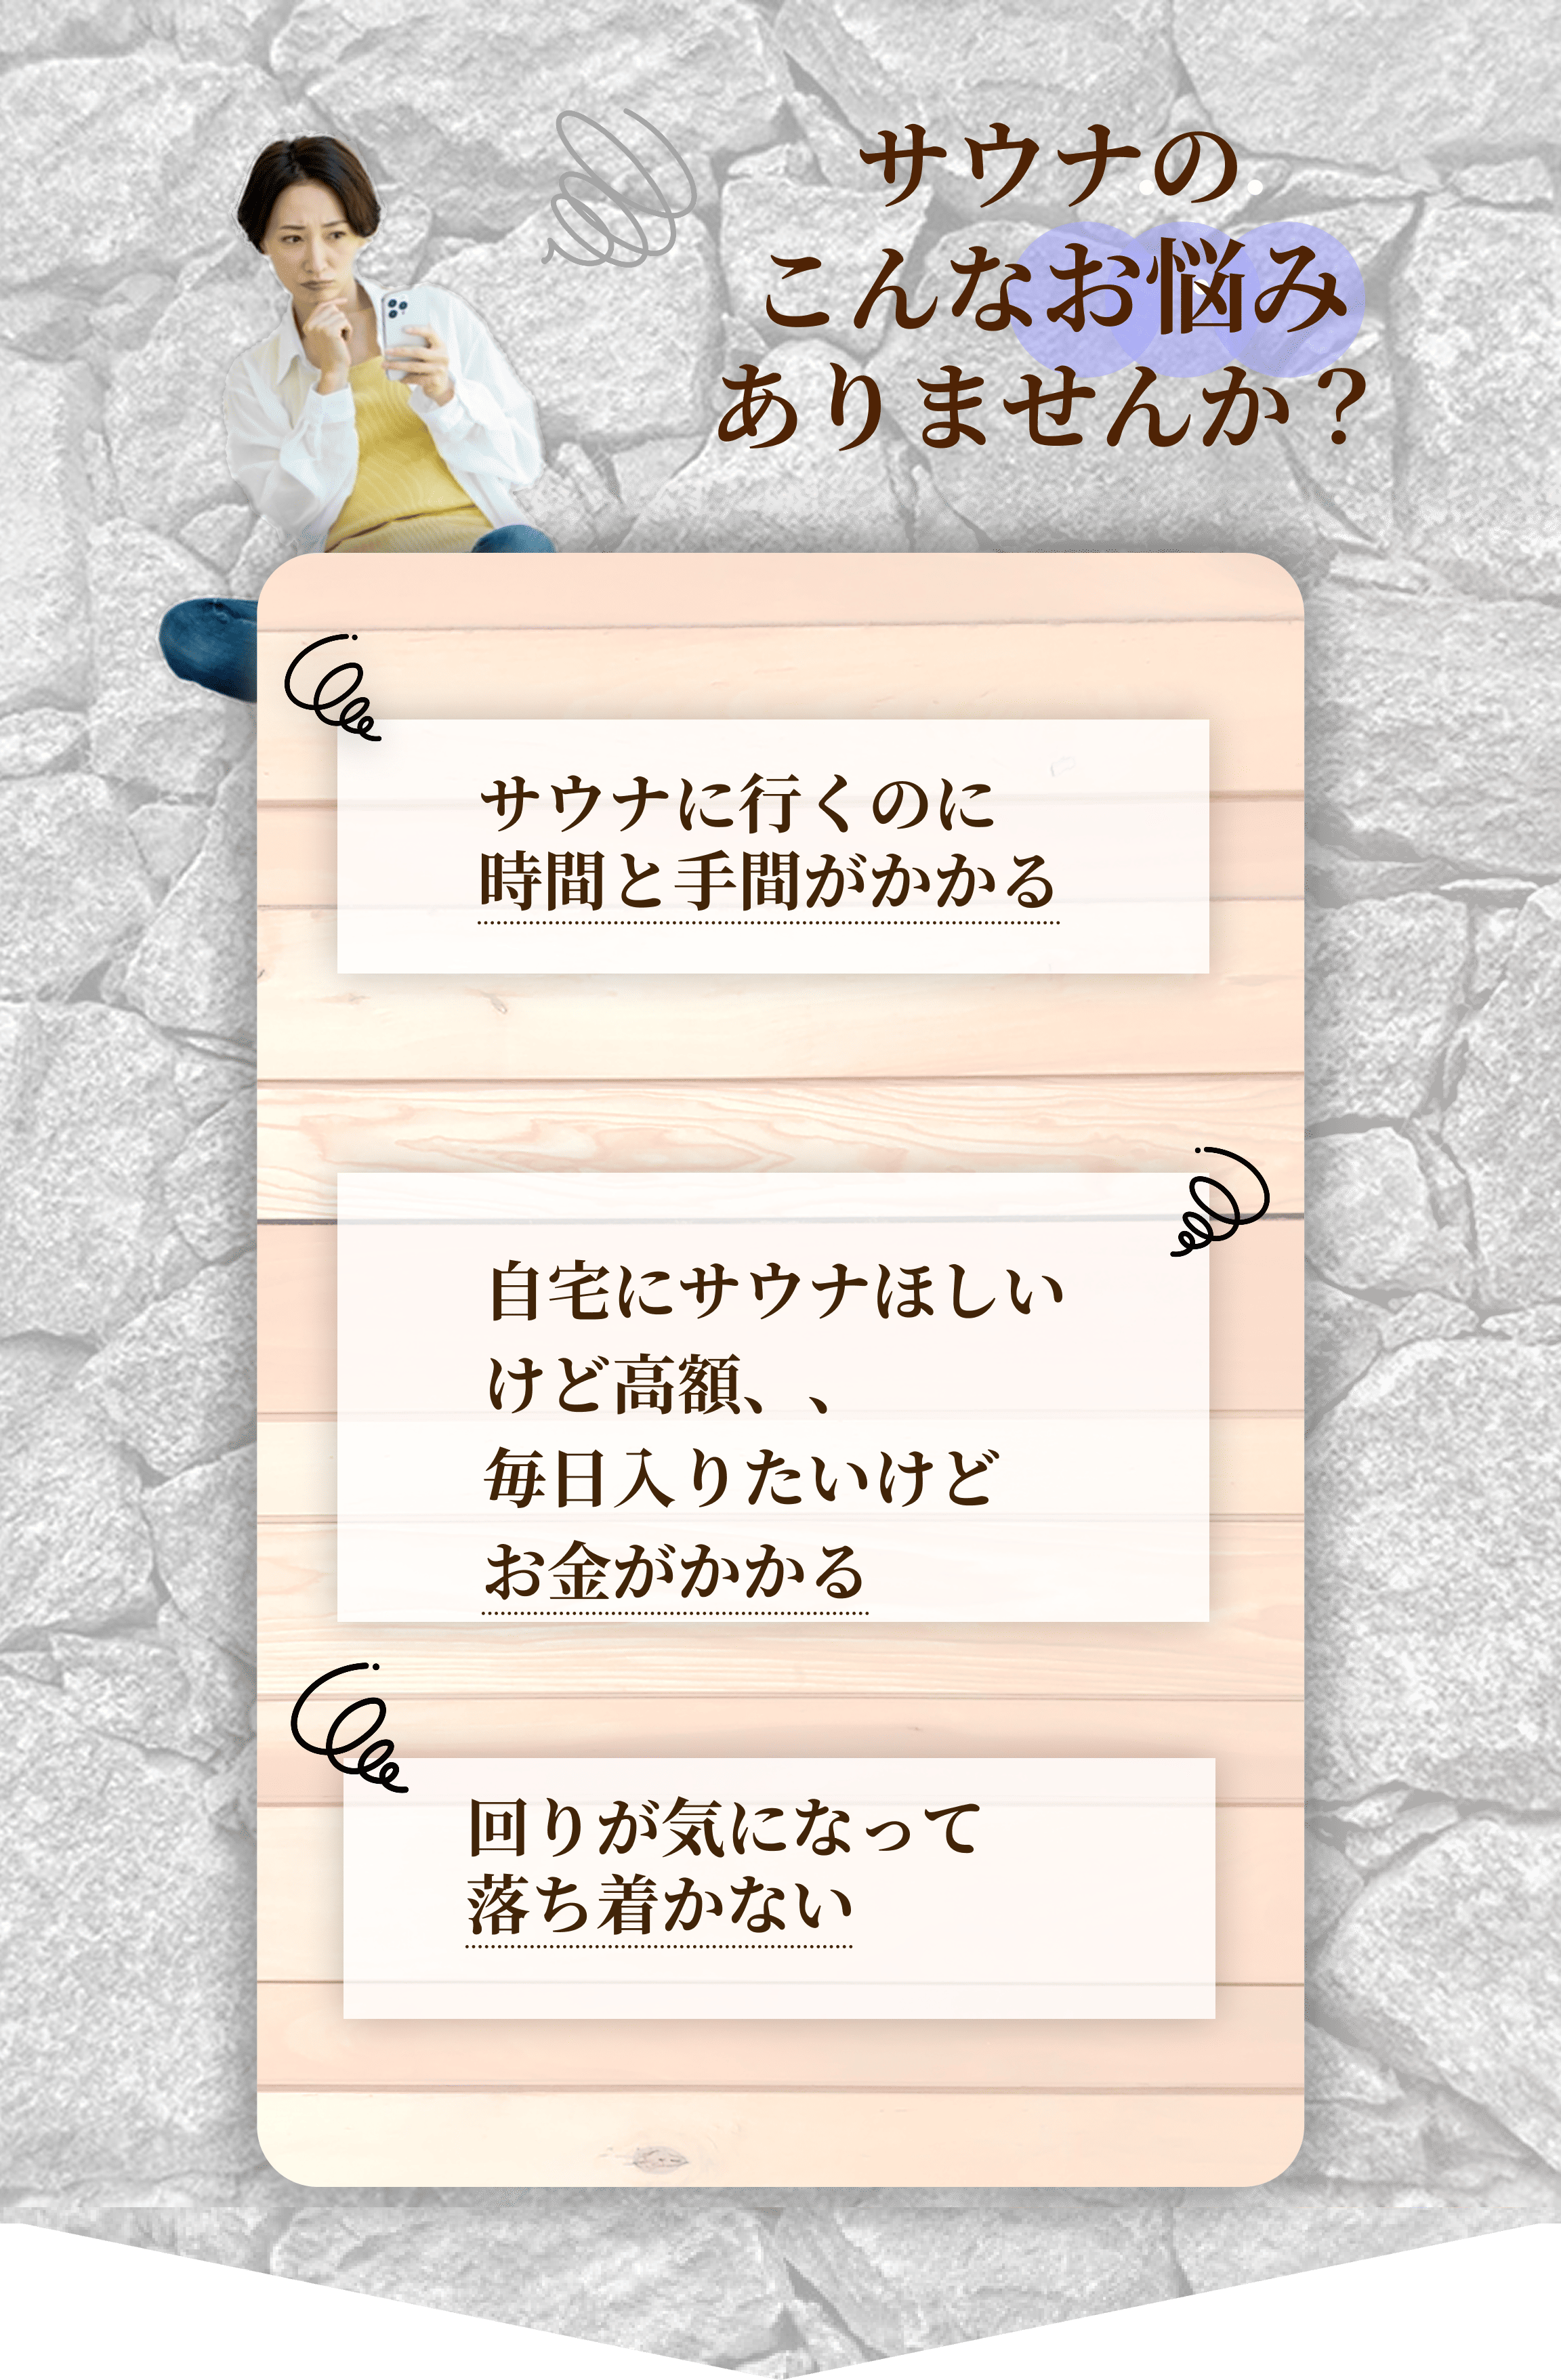 サウナの
こんなお悩み
ありませんか？
サウナに行くのに
時間と手間がかかる
自宅にサウナほしい
けど高額、、
毎日入りたいけど
お金がかかる
回りが気になって
落ち着かない